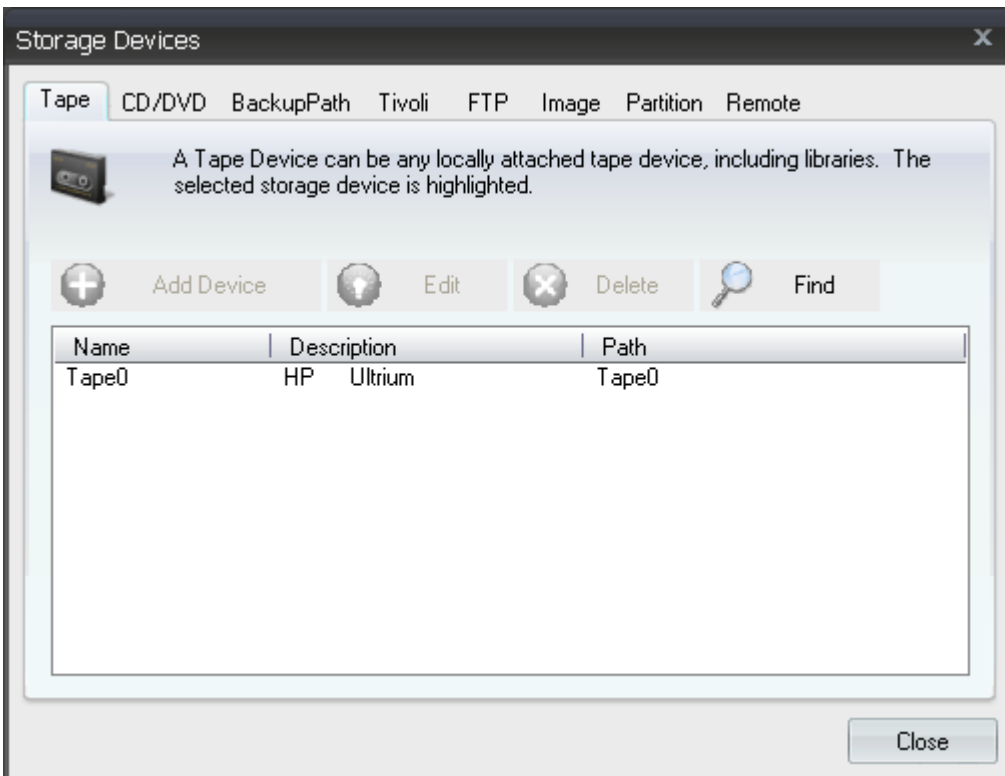 Storage Devices x
Tape CD/DVD BackupPath Tivoli FTP Image Partition Remote
A Tape Device can be any locally attached tape device, including libraries. The
selected storage device is highlighted.
Add Device Edit Delete Find
Name Description Path
Tape0 HP Ultrium Tape0
Close